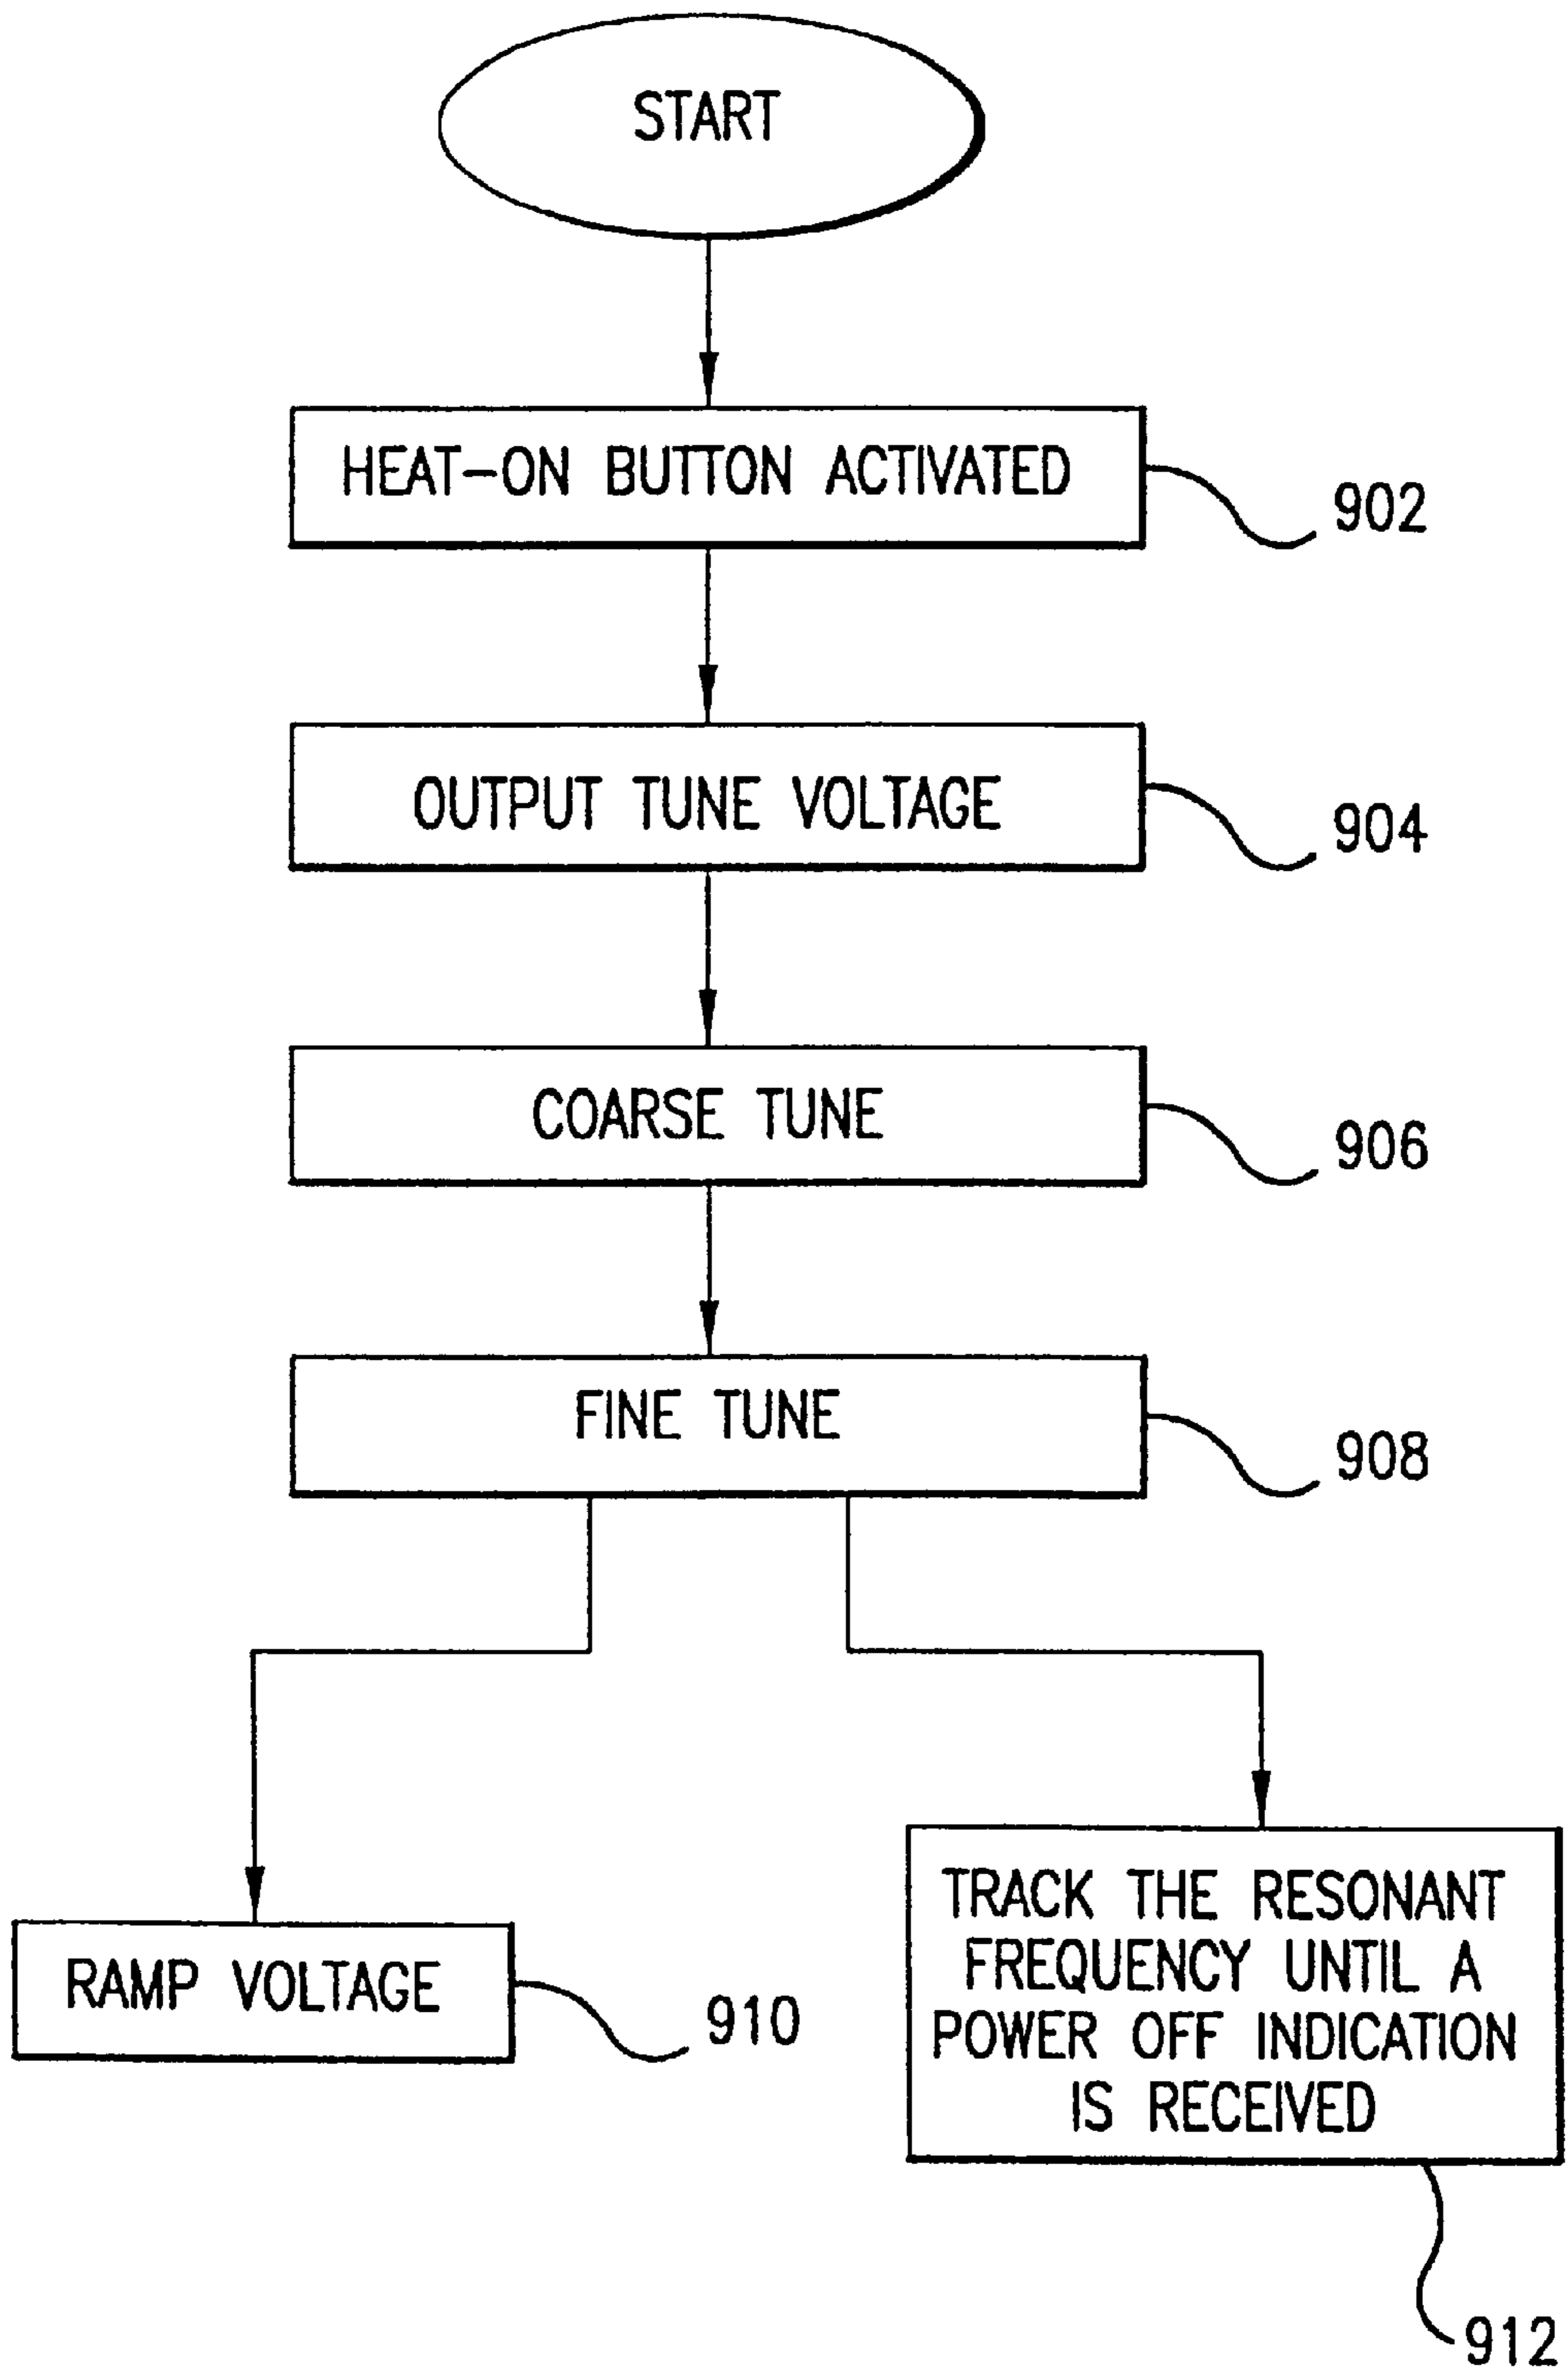 START
HEAT-ON BUTTON ACTIVATED
902
OUTPUT TUNE VOLTAGE
904
COARSE TUNE
906
FINE TUNE
908
RAMP VOLTAGE
910
TRACK THE RESONANT
FREQUENCY UNTIL A
POWER OFF INDICATION
IS RECEIVED
912